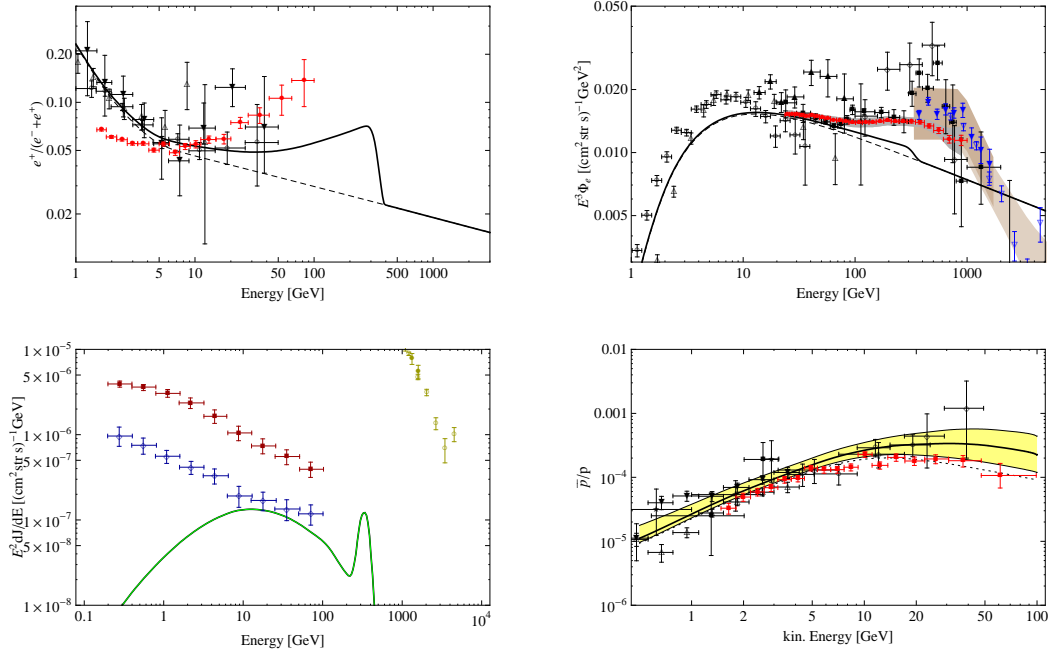 0.20
0.10
0.05
0.02
e⁺/(e⁻+e⁺)
1 5 10 50 100 500 1000
Energy [GeV]
0.050
0.020
0.010
0.005
E³Φₑ [(cm² str s)⁻¹ GeV²]
1 10 100 1000
Energy [GeV]
1×10⁻⁵
5×10⁻⁶
1×10⁻⁶
5×10⁻⁷
1×10⁻⁷
5×10⁻⁸
1×10⁻⁸
E²dJ/dE [(cm² str s)⁻¹ GeV]
0.1 1 10 100 1000 10⁴
Energy [GeV]
0.01
0.001
10⁻⁴
10⁻⁵
10⁻⁶
p̅/p
1 2 5 10 20 50 100
kin. Energy [GeV]